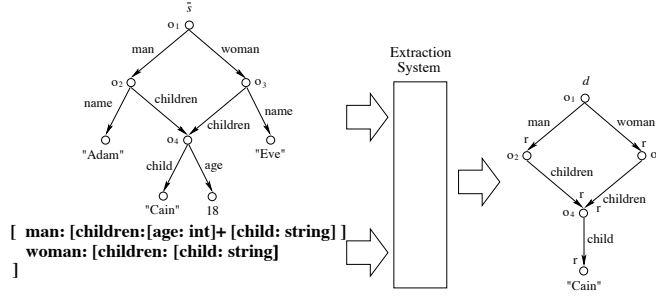 s̄
o1
man
woman
o2
o3
name
children
children
name
"Adam"
o4
"Eve"
child
age
"Cain"
18
[ man: [children:[age: int]+ [child: string] ]
woman: [children: [child: string]
]
Extraction
System
d
o1
man
woman
r
r
o2
o
children
children
r
r
o4
child
r
"Cain"